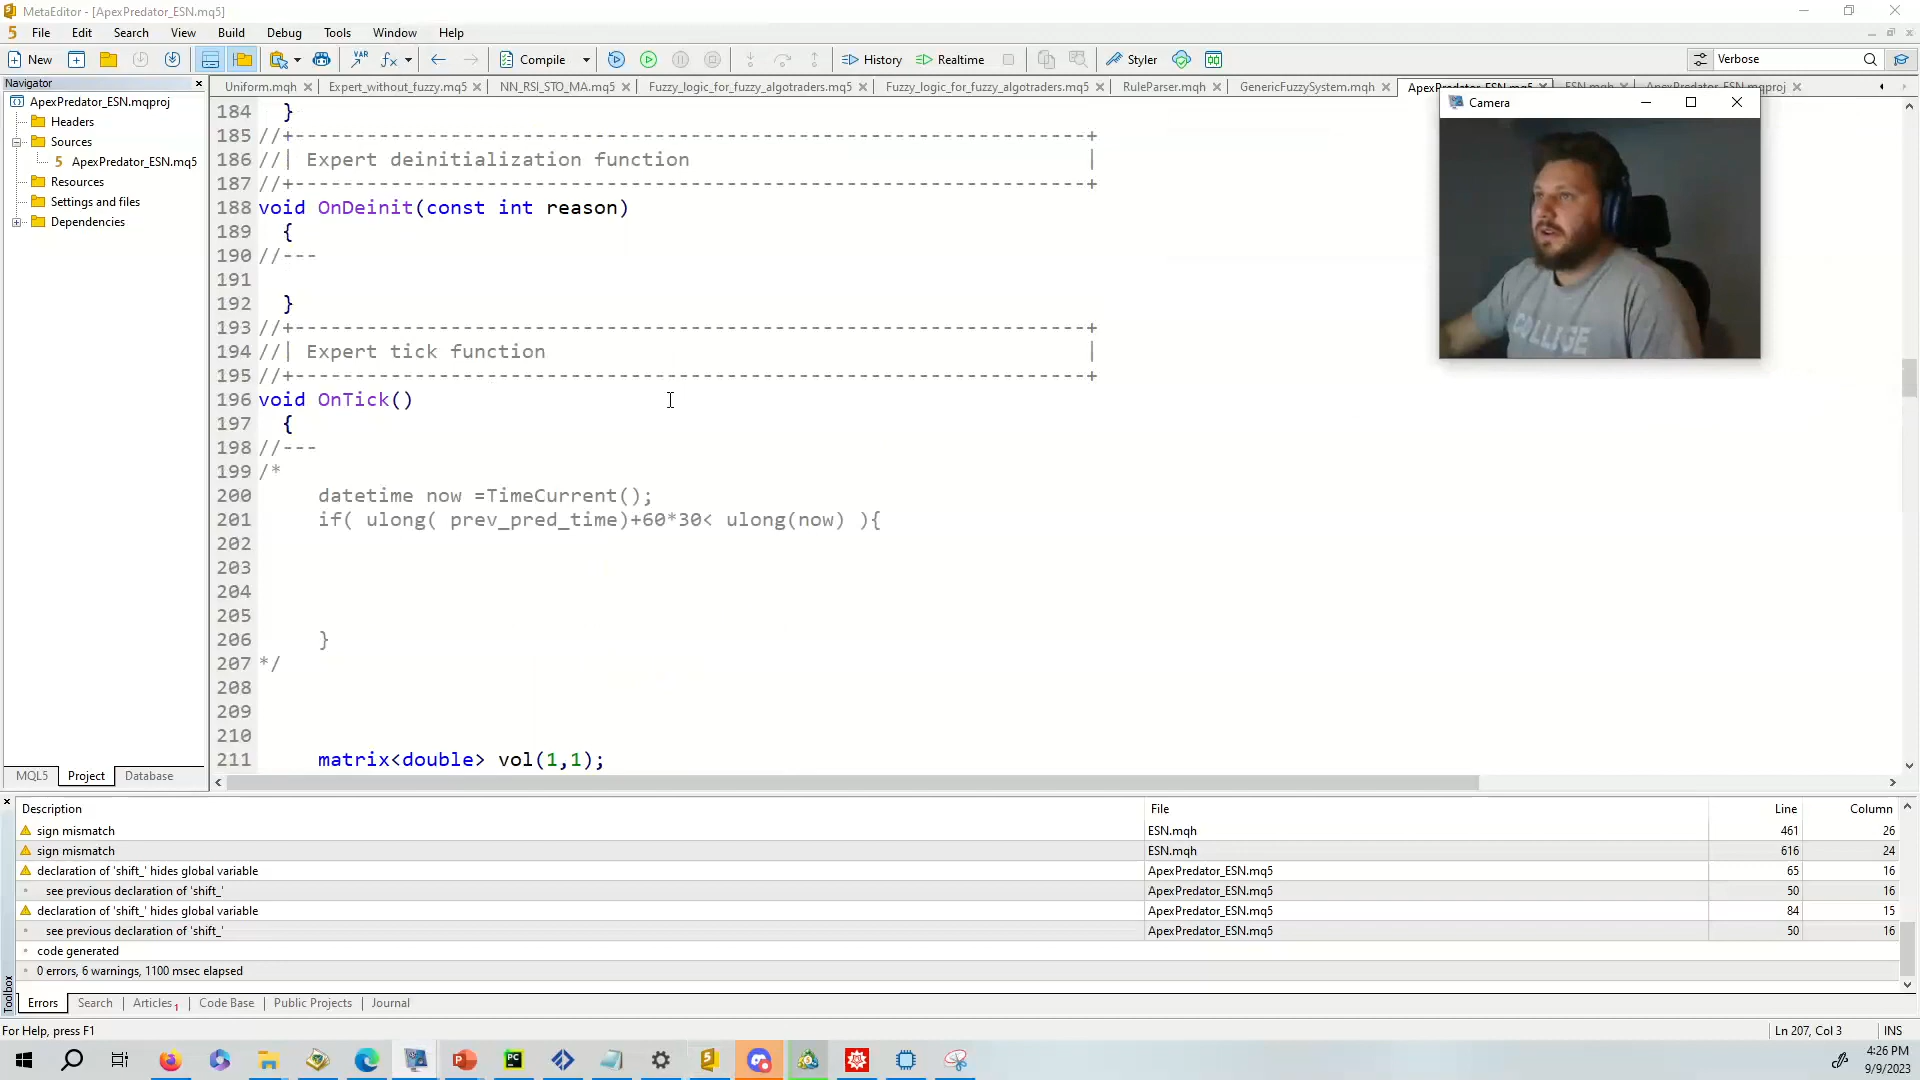 MetaEditor - [ApexPredator_ESN.mq5]
File Edit Search View Build Debug Tools Window Help
New Compile History Realtime Styler Verbose
Navigator
Uniform.mqh Expert_without_fuzzy.mq5 NN_RSI_STO_MA.mq5 Fuzzy_logic_for_fuzzy_algotraders.mq5 Fuzzy_logic_for_fuzzy_algotraders.mq5 RuleParser.mqh GenericFuzzySystem.mqh ApexPredator_ESN.mq5 ESN.mqh ApexPredator_ESN.mqproj
ApexPredator_ESN.mqproj
Headers
Sources
ApexPredator_ESN.mq5
Resources
Settings and files
Dependencies
MQL5 Project Database
Camera
COLLEGE
184 }
185 //+------------------------------------------------------------------+
186 //| Expert deinitialization function |
187 //+------------------------------------------------------------------+
188 void OnDeinit(const int reason)
189 {
190 //---
191
192 }
193 //+------------------------------------------------------------------+
194 //| Expert tick function |
195 //+------------------------------------------------------------------+
196 void OnTick()
197 {
198 //---
199 /*
200 datetime now =TimeCurrent();
201 if( ulong( prev_pred_time)+60*30< ulong(now) ){
202
203
204
205
206 }
207 */
208
209
210
211 matrix<double> vol(1,1);
Description File Line Column
sign mismatch ESN.mqh 461 26
sign mismatch ESN.mqh 616 24
declaration of 'shift_' hides global variable ApexPredator_ESN.mq5 65 16
see previous declaration of 'shift_' ApexPredator_ESN.mq5 50 16
declaration of 'shift_' hides global variable ApexPredator_ESN.mq5 84 15
see previous declaration of 'shift_' ApexPredator_ESN.mq5 50 16
code generated
0 errors, 6 warnings, 1100 msec elapsed
Toolbox
Errors Search Articles 1 Code Base Public Projects Journal
For Help, press F1 Ln 207, Col 3 INS
4:26 PM
9/9/2023